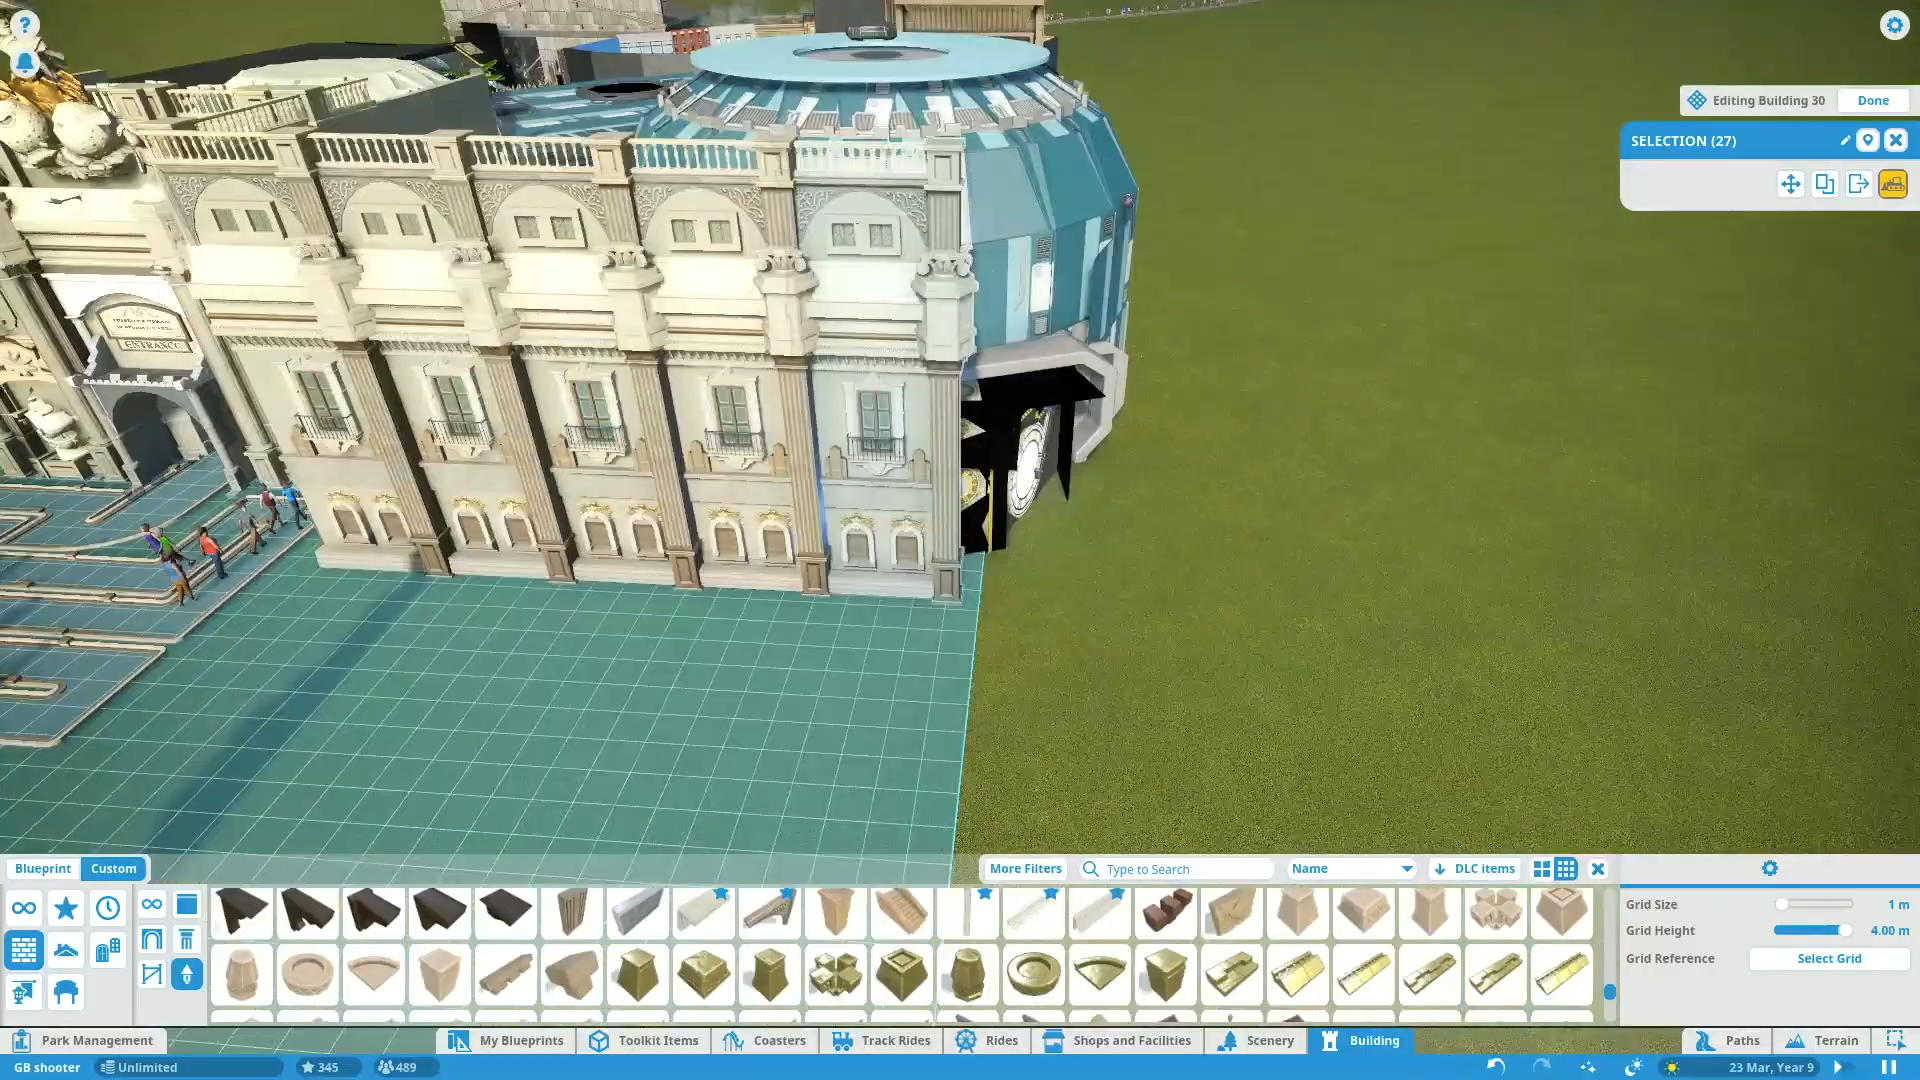 ?
Editing Building 30
Done
SELECTION (27)
ENTRANCE
Blueprint
Custom
More Filters
Type to Search
Name
DLC items
Grid Size
1 m
Grid Height
4.00 m
Grid Reference
Select Grid
Park Management
My Blueprints
Toolkit Items
Coasters
Track Rides
Rides
Shops and Facilities
Scenery
Building
Paths
Terrain
GB shooter
Unlimited
345
489
23 Mar, Year 9